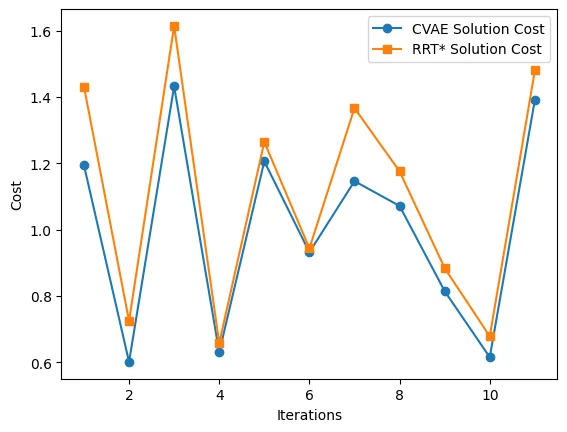 CVAE Solution Cost
RRT* Solution Cost
Cost
1.6
1.4
1.2
1.0
0.8
0.6
2 4 6 8 10
Iterations